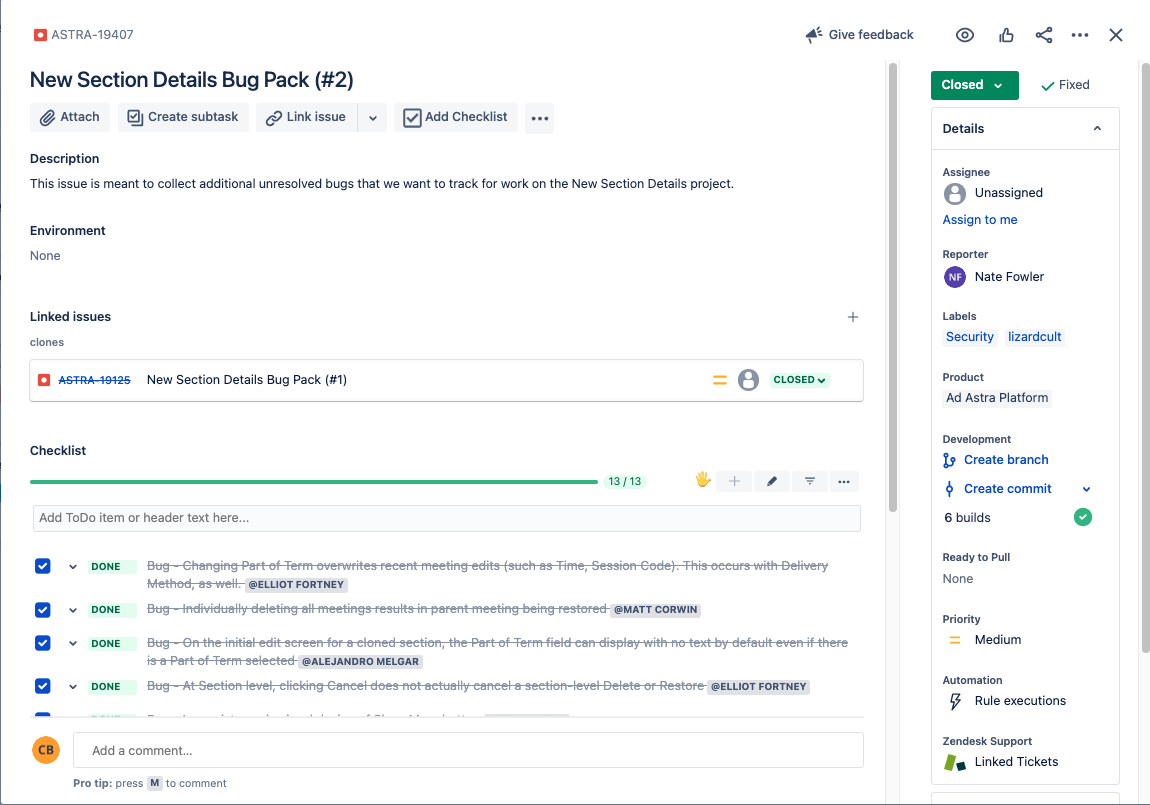 ASTRA-19407
Give feedback
New Section Details Bug Pack (#2)
Attach
Create subtask
Link issue
Add Checklist
Description
This issue is meant to collect additional unresolved bugs that we want to track for work on the New Section Details project.
Environment
None
Linked issues
clones
ASTRA-19125 New Section Details Bug Pack (#1) CLOSED
Checklist
13 / 13
Add ToDo item or header text here...
DONE Bug - Changing Part of Term overwrites recent meeting edits (such as Time, Session Code). This occurs with Delivery
Method, as well. @ELLIOT FORTNEY
DONE Bug - Individually deleting all meetings results in parent meeting being restored @MATT CORWIN
DONE Bug - On the initial edit screen for a cloned section, the Part of Term field can display with no text by default even if there
is a Part of Term selected @ALEJANDRO MELGAR
DONE Bug - At Section level, clicking Cancel does not actually cancel a section-level Delete or Restore @ELLIOT FORTNEY
CB
Add a comment...
Pro tip: press M to comment
Closed
Fixed
Details
Assignee
Unassigned
Assign to me
Reporter
NF Nate Fowler
Labels
Security lizardcult
Product
Ad Astra Platform
Development
Create branch
Create commit
6 builds
Ready to Pull
None
Priority
Medium
Automation
Rule executions
Zendesk Support
Linked Tickets